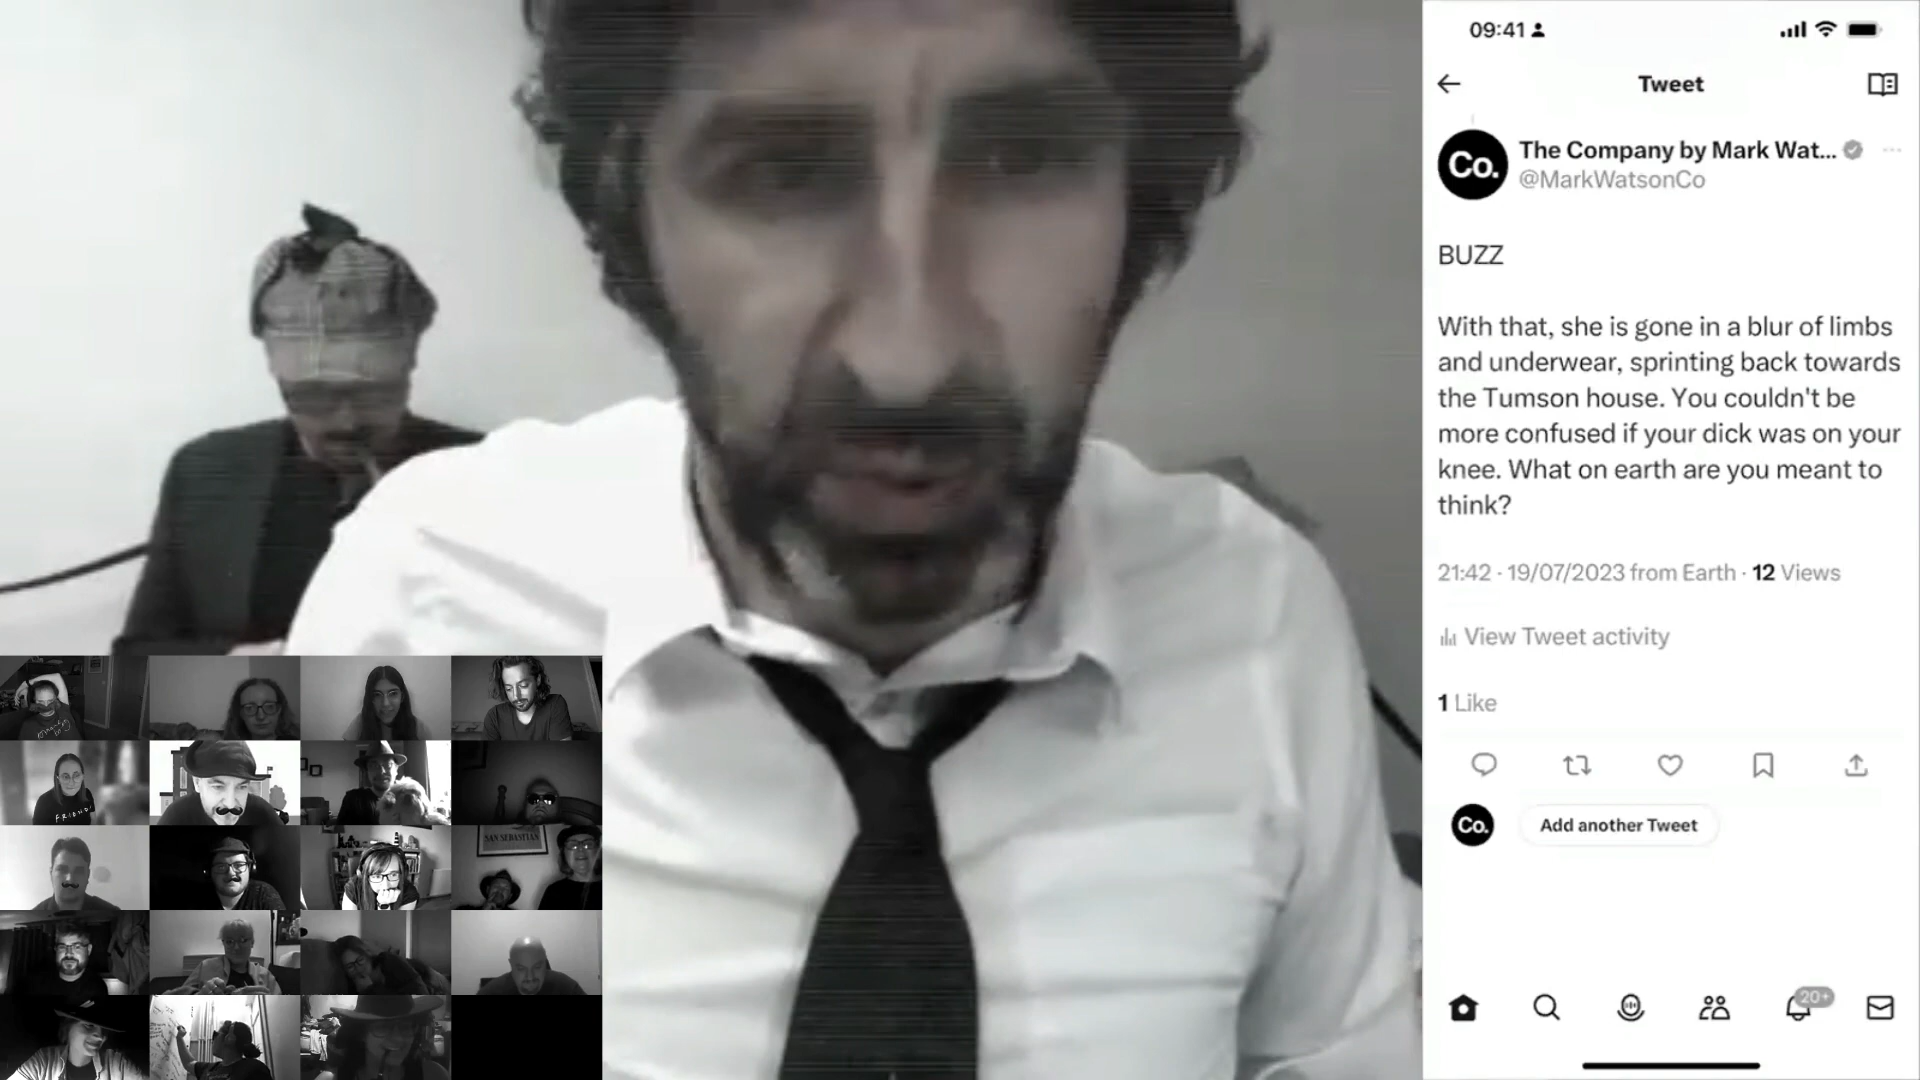 09:41
Tweet
Co.
The Company by Mark Wat...
@MarkWatsonCo
BUZZ
With that, she is gone in a blur of limbs
and underwear, sprinting back towards
the Tumson house. You couldn't be
more confused if your dick was on your
knee. What on earth are you meant to
think?
21:42 · 19/07/2023 from Earth · 12 Views
View Tweet activity
1 Like
Co.
Add another Tweet
20+
SAN SEBASTIAN